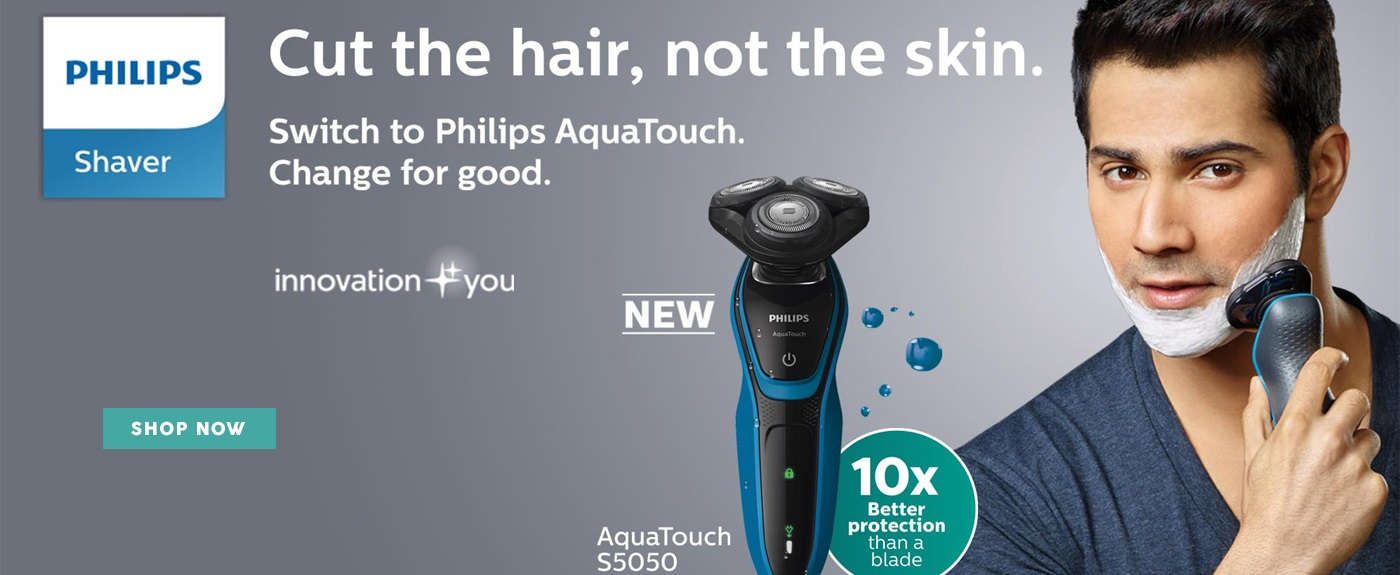 PHILIPS
Shaver
Cut the hair, not the skin.
Switch to Philips AquaTouch.
Change for good.
innovation you
NEW
PHILIPS
AquaTouch
SHOP NOW
AquaTouch
S5050
10x
Better
protection
than a
blade